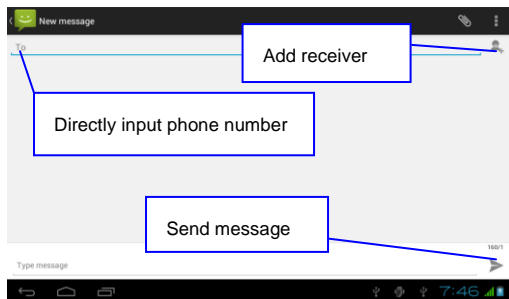 New message
To
Add receiver
Directly input phone number
Send message
160/1
Type message
7:46